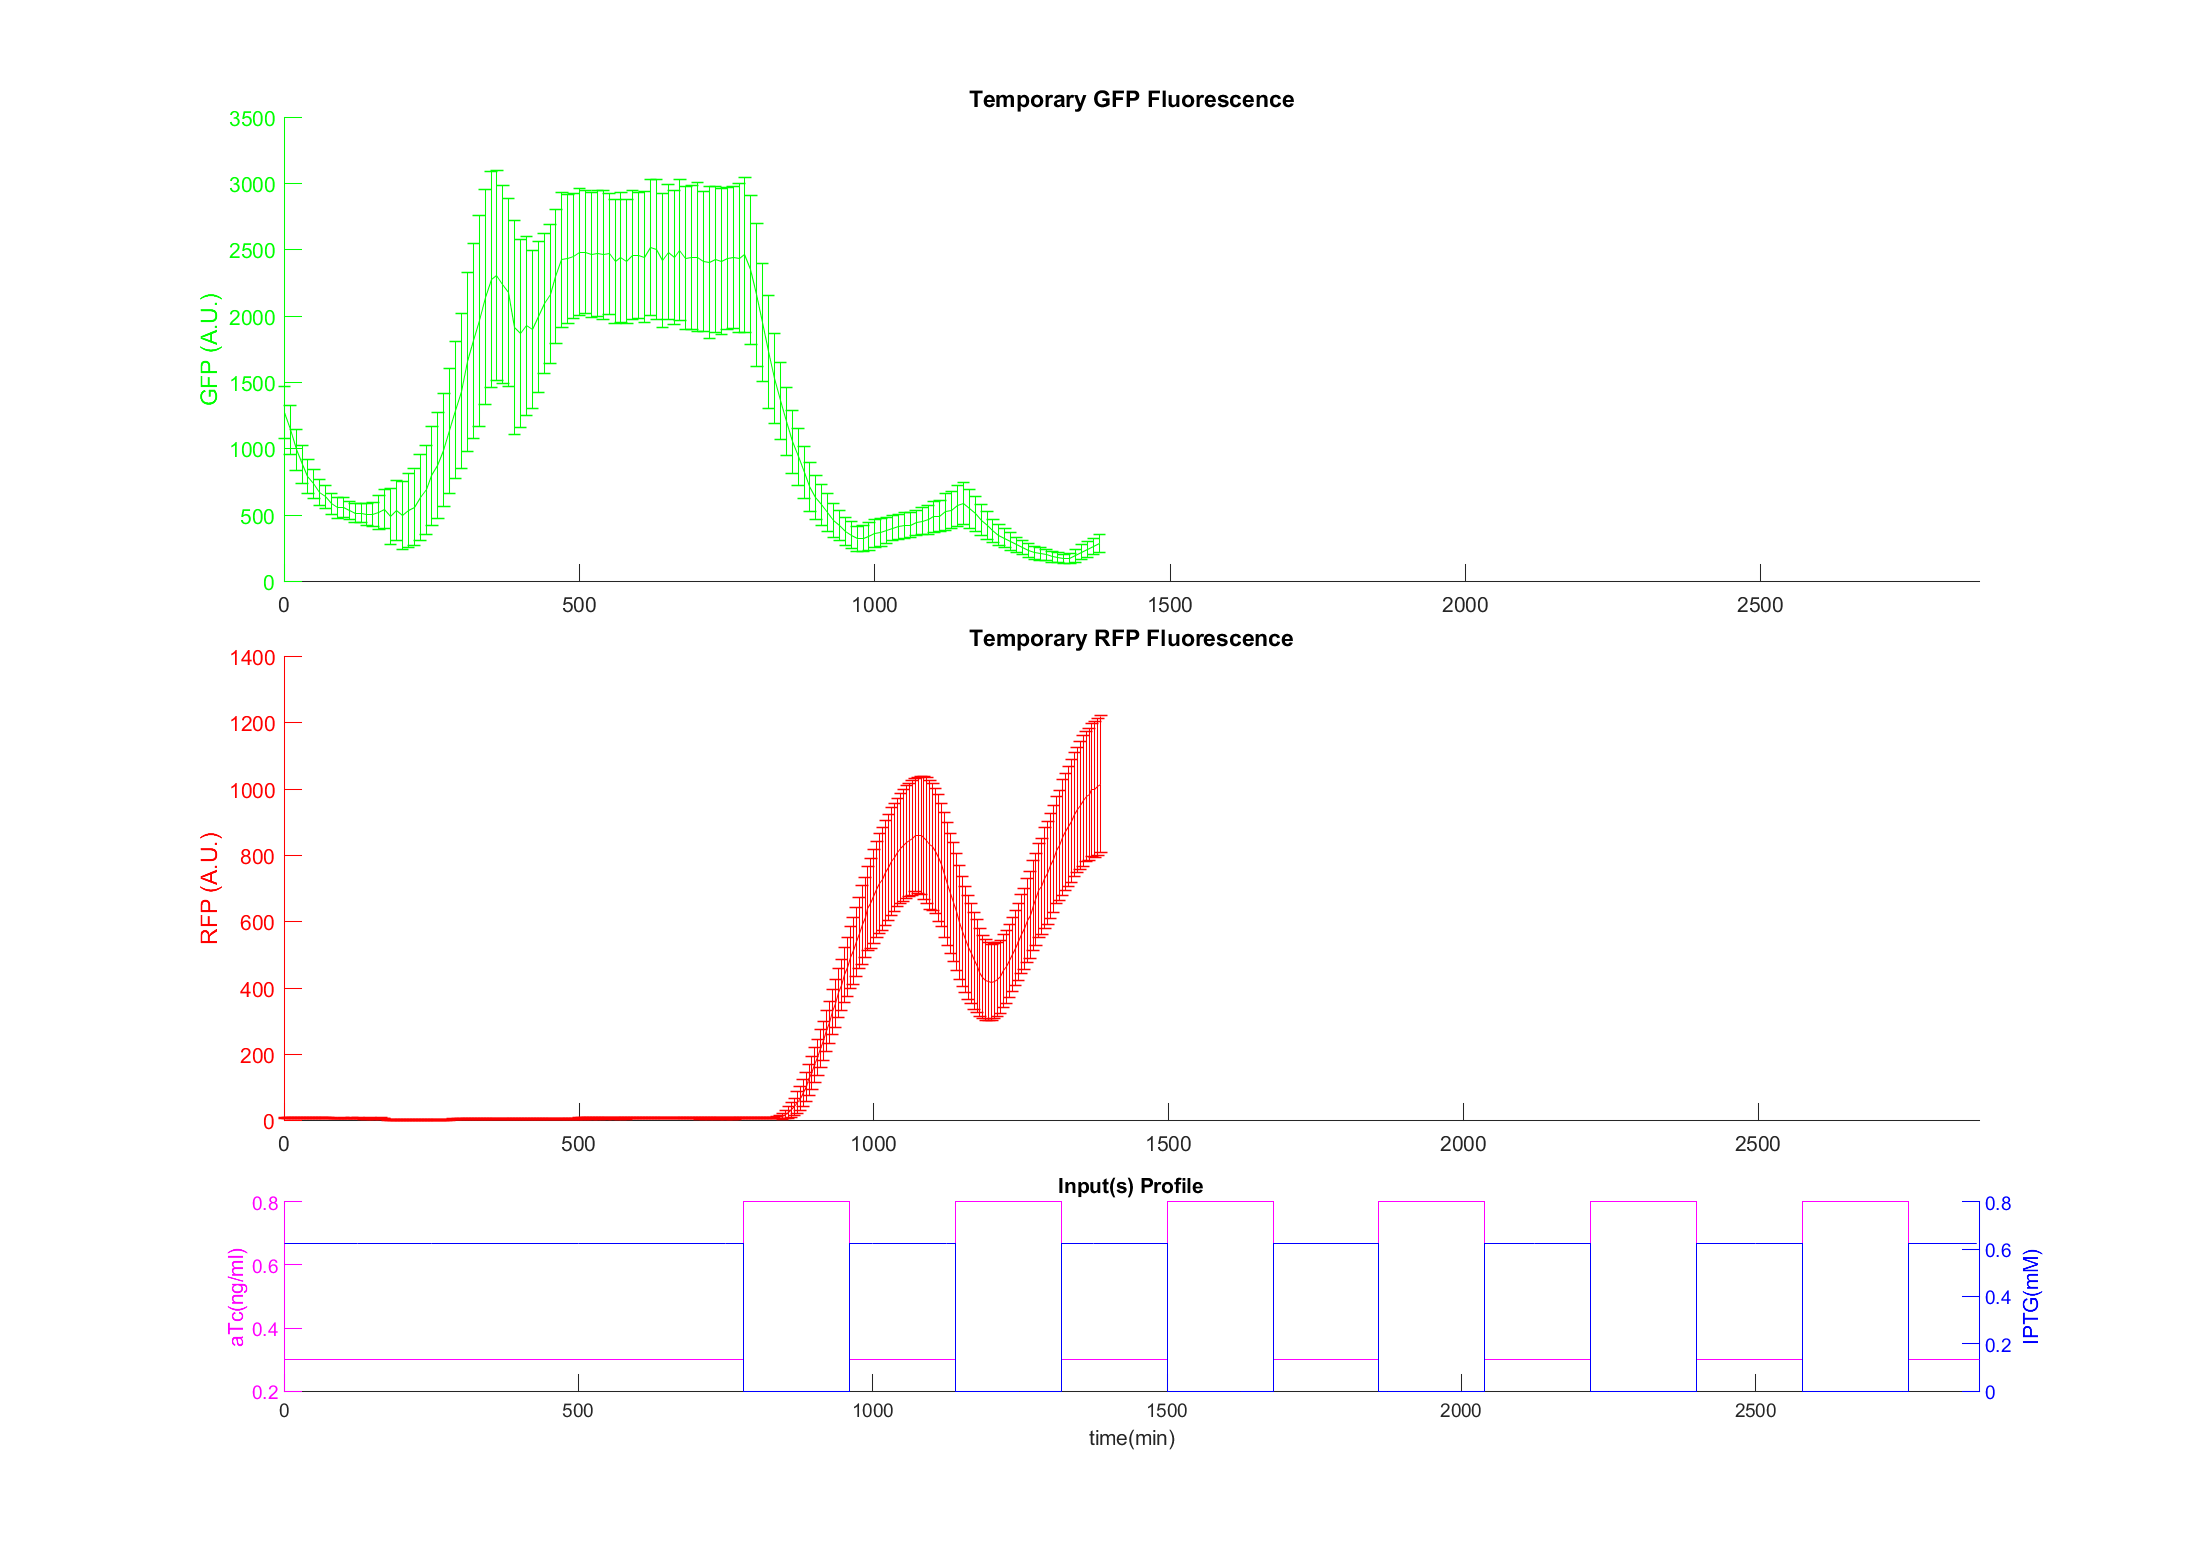 Temporary GFP Fluorescence
GFP (A.U.)
3500
3000
2500
2000
1500
1000
500
0
0 500 1000 1500 2000 2500
Temporary RFP Fluorescence
RFP (A.U.)
1400
1200
1000
800
600
400
200
0
0 500 1000 1500 2000 2500
Input(s) Profile
aTc(ng/ml)
0.8
0.6
0.4
0.2
0.8
0.6
0.4
0.2
0
IPTG(mM)
0 500 1000 1500 2000 2500
time(min)